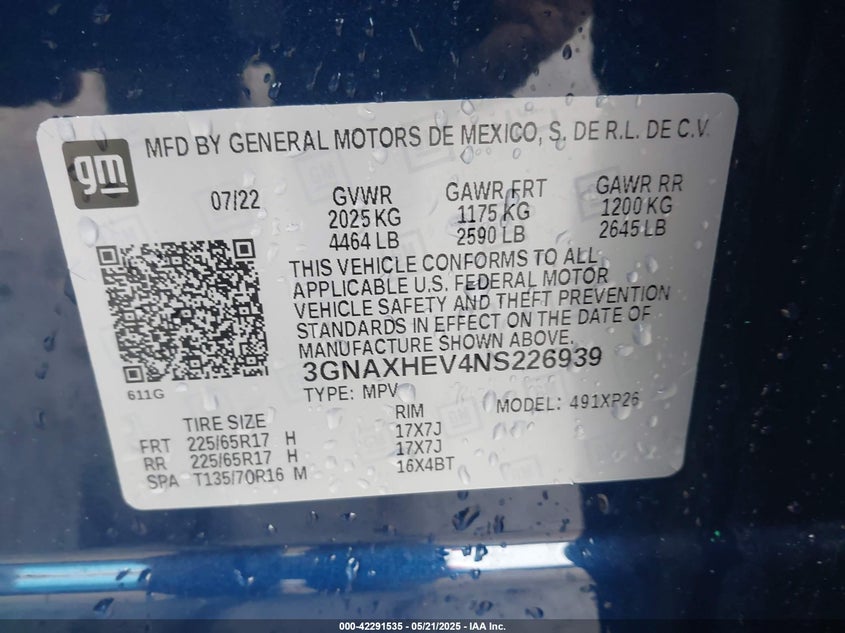 gm
MFD BY GENERAL MOTORS DE MEXICO, S. DE R.L. DE C.V.
07/22 GVWR GAWR FRT GAWR RR
2025 KG 1175 KG 1200 KG
4464 LB 2590 LB 2645 LB
THIS VEHICLE CONFORMS TO ALL
APPLICABLE U.S. FEDERAL MOTOR
VEHICLE SAFETY AND THEFT PREVENTION
STANDARDS IN EFFECT ON THE DATE OF
MANUFACTURE SHOWN ABOVE.
3GNAXHEV4NS226939
611G
TYPE: MPV MODEL: 491XP26
TIRE SIZE RIM
FRT 225/65R17 H 17X7J
RR 225/65R17 H 17X7J
SPA T135/70R16 M 16X4BT
000-42291535 - 05/21/2025 - IAA Inc.